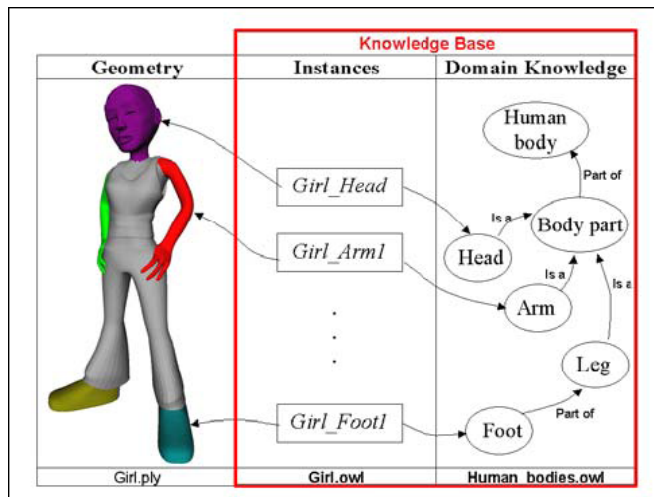 Knowledge Base
Geometry
Instances
Domain Knowledge
Human
body
Part of
Girl_Head
Is a
Body part
Head
Girl_Arm1
Is a
Is a
Arm
.
.
.
Leg
Girl_Foot1
Part of
Foot
Girl.ply
Girl.owl
Human_bodies.owl